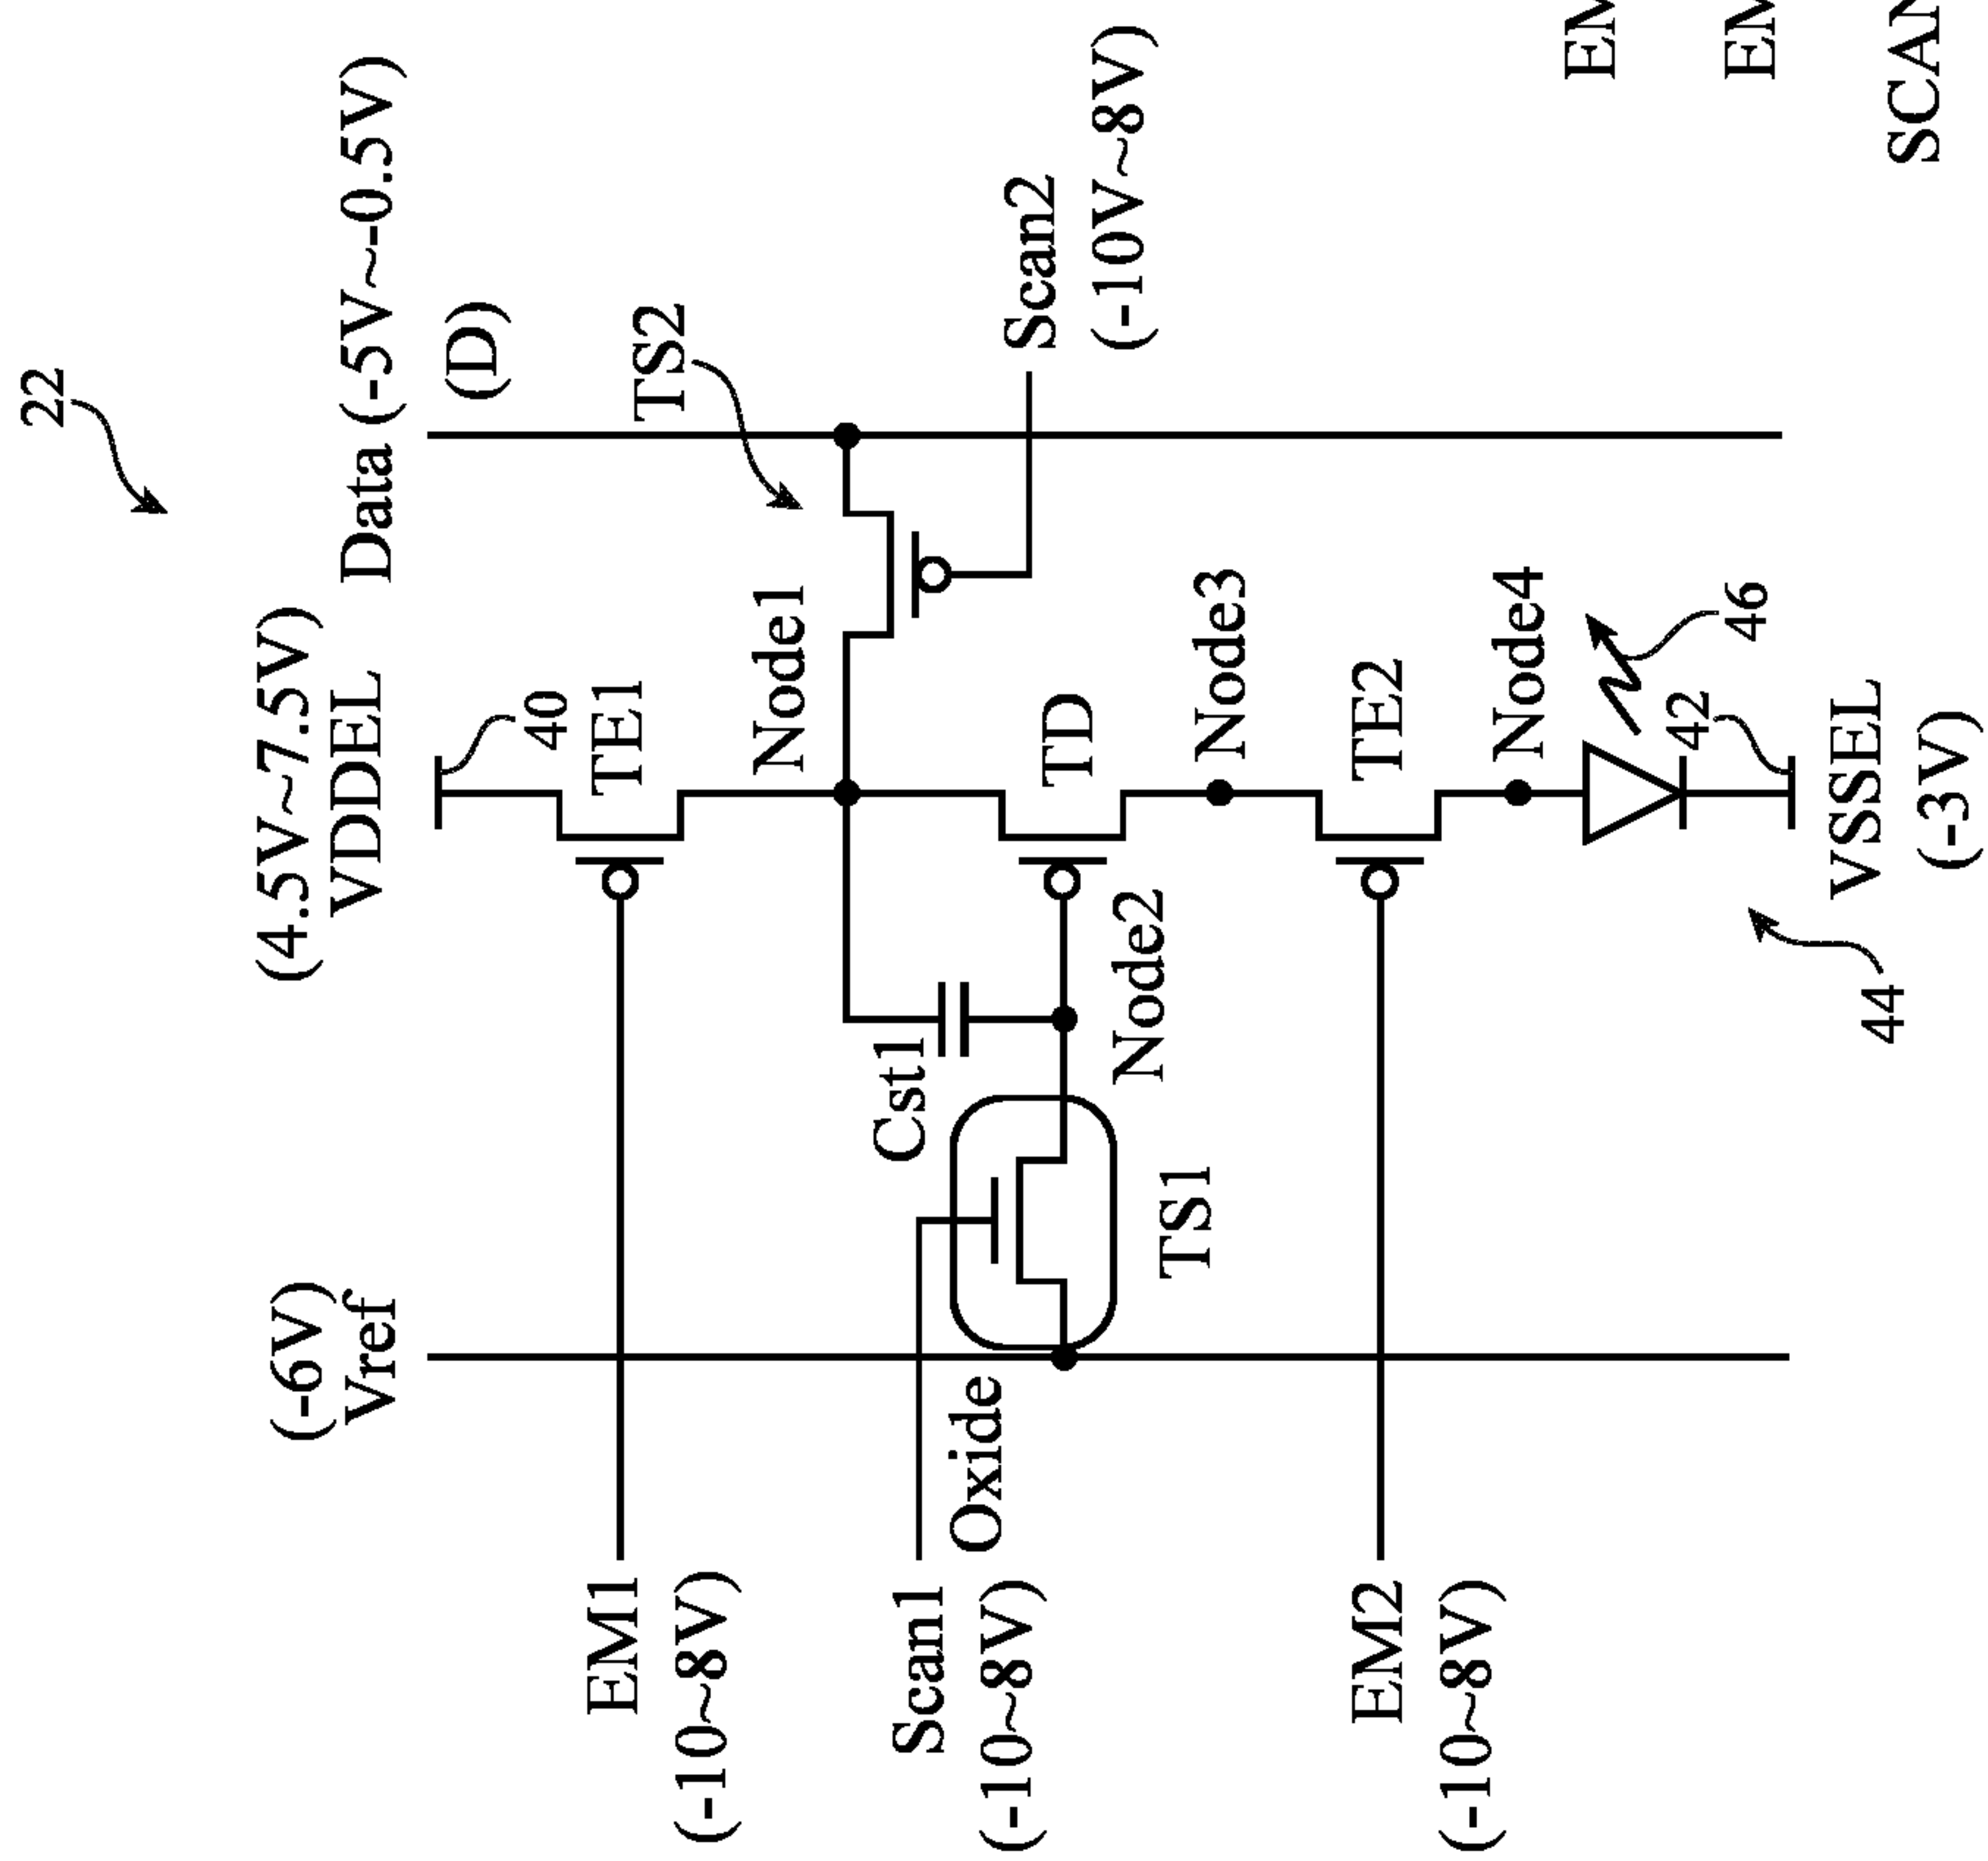 22
Data (-5V~-0.5V)
(D)
(4.5V~7.5V)
VDDEL
(-6V)
Vref
40
TE1
TS2
Node1
Scan2
(-10V~8V)
EM1
(-10~8V)
Cst1
TD
Node2
Node3
Scan1
(-10~8V)
Oxide
TS1
TE2
Node4
EM2
(-10~8V)
46
42
VSSEL
(-3V)
44
EM
EM
SCAN